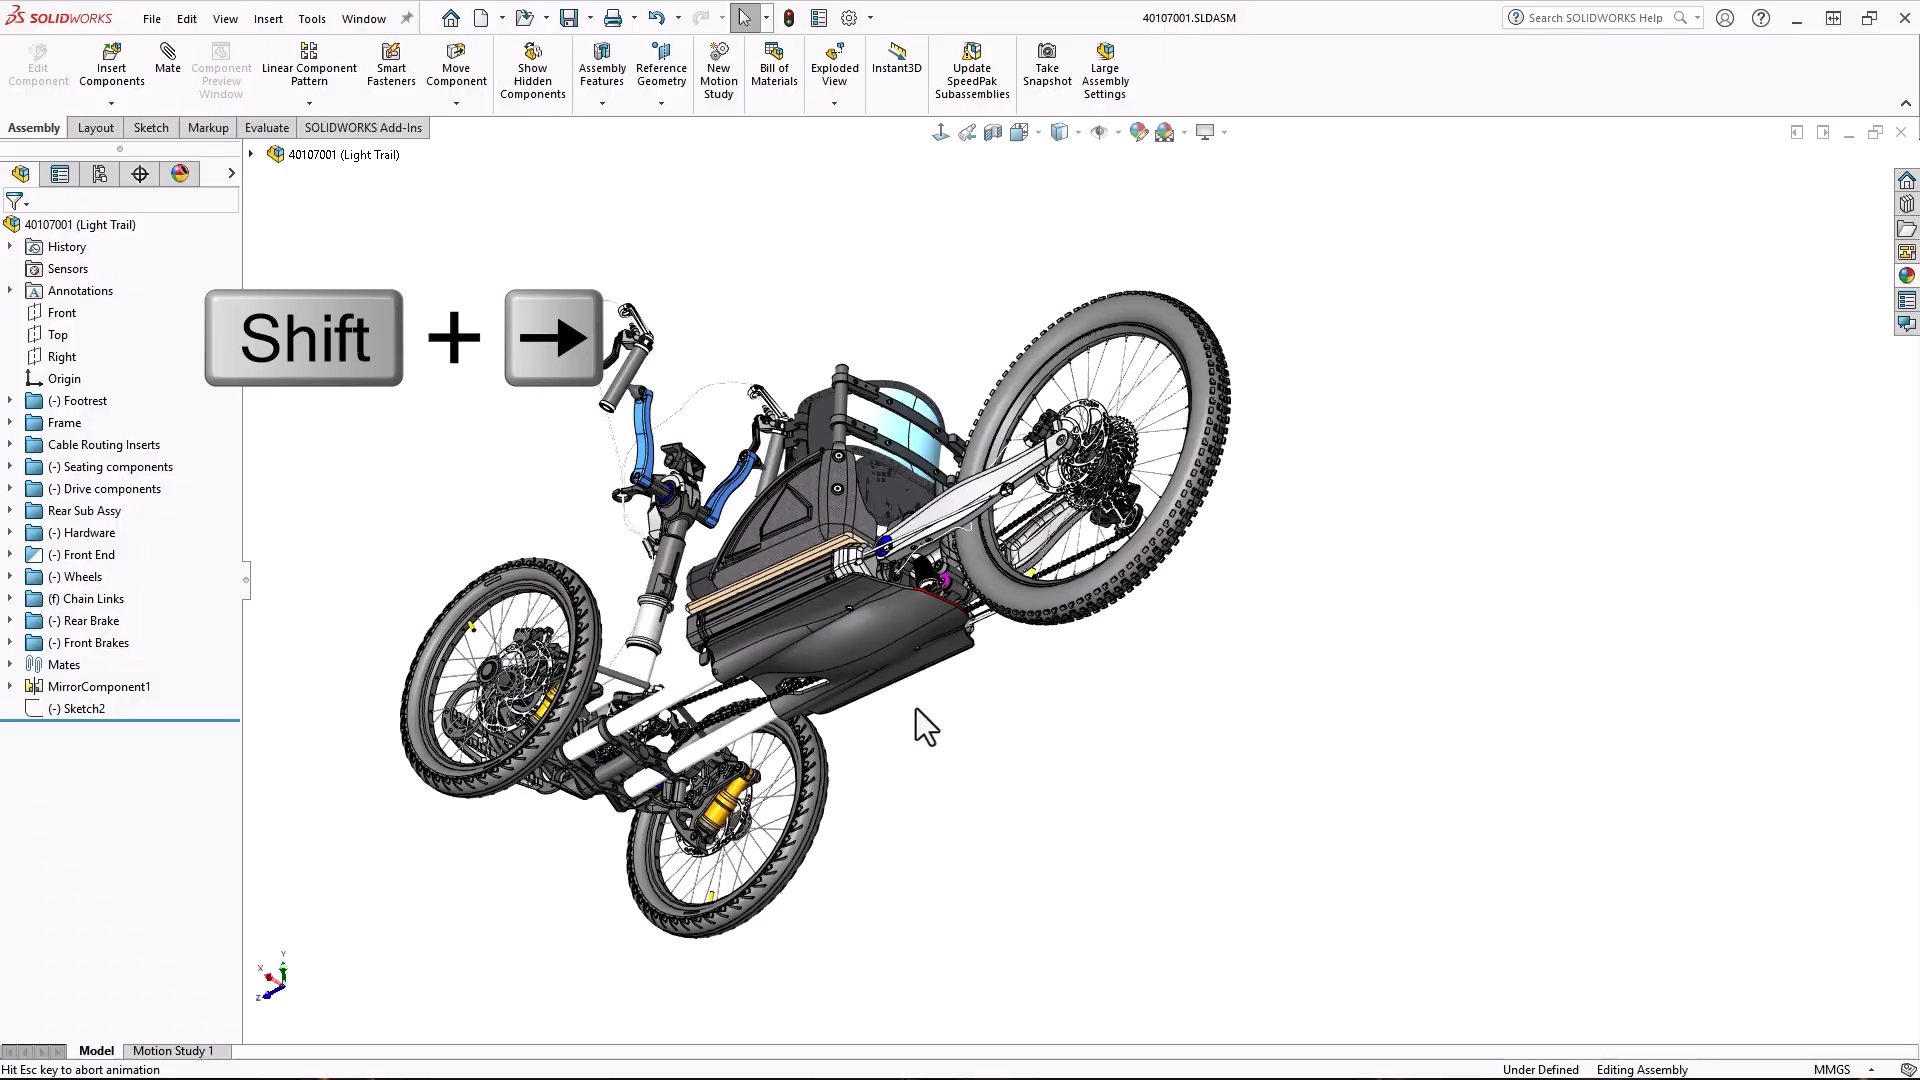 SOLIDWORKS
File Edit View Insert Tools Window
40107001.SLDASM
Search SOLIDWORKS Help
Edit Component
Insert Components
Mate
Component Preview Window
Linear Component Pattern
Smart Fasteners
Move Component
Show Hidden Components
Assembly Features
Reference Geometry
New Motion Study
Bill of Materials
Exploded View
Instant3D
Update SpeedPak Subassemblies
Take Snapshot
Large Assembly Settings
Assembly Layout Sketch Markup Evaluate SOLIDWORKS Add-Ins
40107001 (Light Trail)
40107001 (Light Trail)
History
Sensors
Annotations
Front
Top
Right
Origin
(-) Footrest
Frame
Cable Routing Inserts
(-) Seating components
(-) Drive components
Rear Sub Assy
(-) Hardware
(-) Front End
(-) Wheels
(f) Chain Links
(-) Rear Brake
(-) Front Brakes
Mates
MirrorComponent1
(-) Sketch2
Shift + →
Y
X
Z
Model Motion Study 1
Hit Esc key to abort animation
Under Defined Editing Assembly MMGS